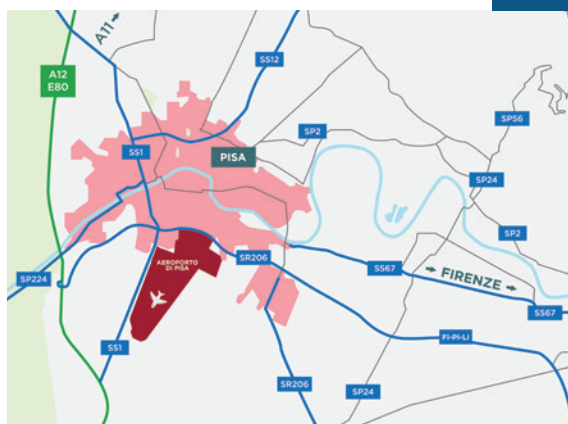 A11
A12
E80
SS12
SP56
SP2
SS1
PISA
SP24
SP2
SR206
AEROPORTO
DI PISA
SS67
FIRENZE
SP224
SS67
SS1
FI-PI-LI
SR206
SP24